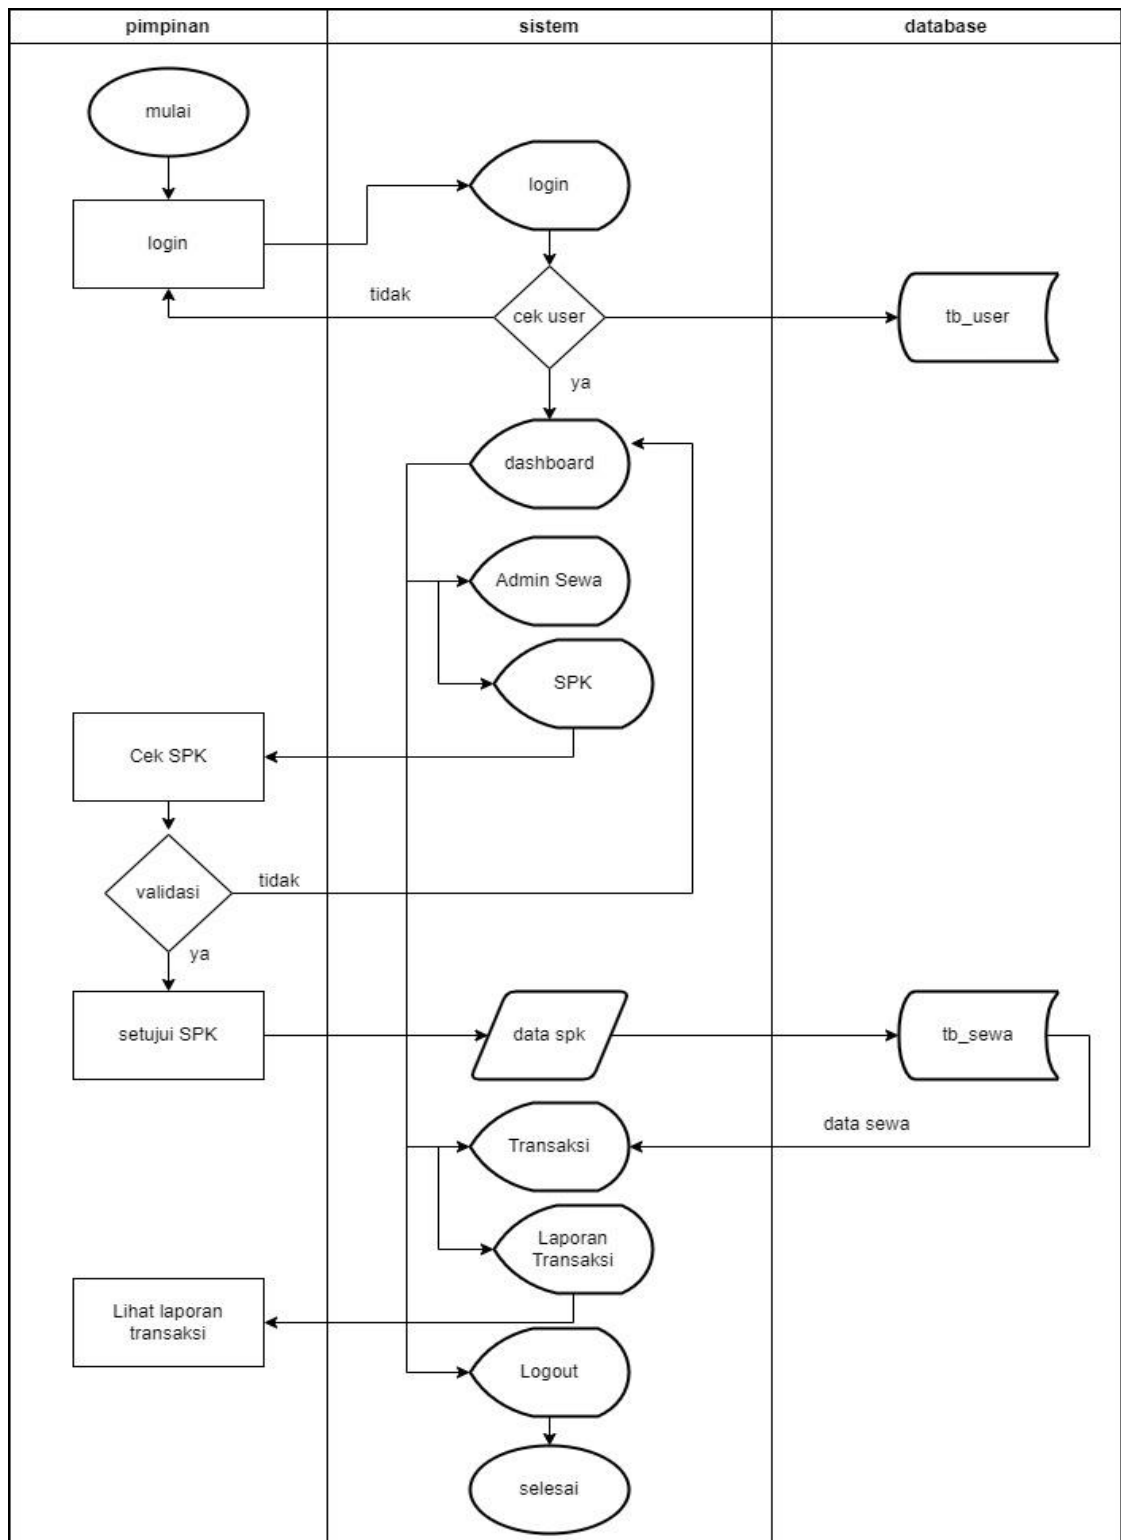 pimpinan
sistem
database
mulai
login
login
tidak
cek user
tb_user
ya
dashboard
Admin Sewa
SPK
Cek SPK
validasi
tidak
ya
setujui SPK
data spk
tb_sewa
data sewa
Transaksi
Laporan
Transaksi
Lihat laporan
transaksi
Logout
selesai